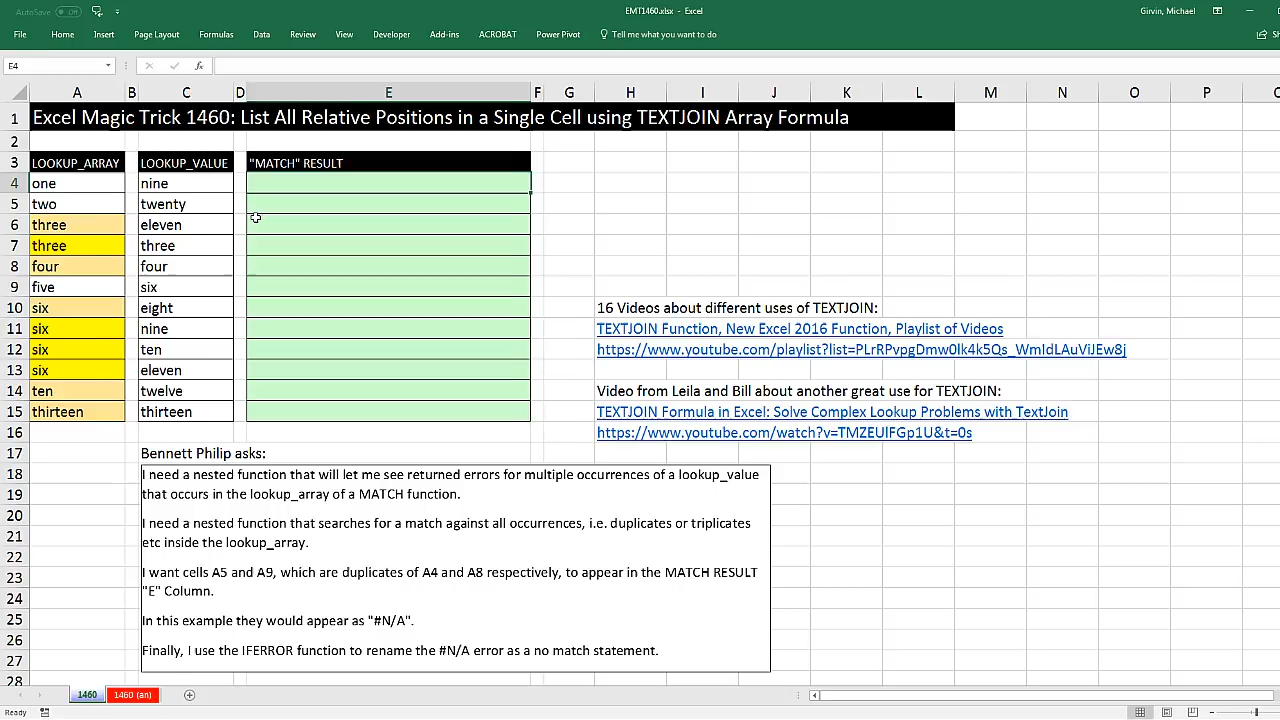 AutoSave Off EMT1460.xlsx - Excel Girvin, Michael
File Home Insert Page Layout Formulas Data Review View Developer Add-ins ACROBAT Power Pivot Tell me what you want to do
E4 fx
A B C D E F G H I J K L M N O P
1 Excel Magic Trick 1460: List All Relative Positions in a Single Cell using TEXTJOIN Array Formula
2
3 LOOKUP_ARRAY LOOKUP_VALUE "MATCH" RESULT
4 one nine
5 two twenty
6 three eleven
7 three three
8 four four
9 five six
10 six eight 16 Videos about different uses of TEXTJOIN:
11 six nine TEXTJOIN Function, New Excel 2016 Function, Playlist of Videos
12 six ten https://www.youtube.com/playlist?list=PLrRPvpgDmw0lk4k5Qs_WmIdLAuViJEw8j
13 six eleven
14 ten twelve Video from Leila and Bill about another great use for TEXTJOIN:
15 thirteen thirteen TEXTJOIN Formula in Excel: Solve Complex Lookup Problems with TextJoin
16 https://www.youtube.com/watch?v=TMZEUlFGp1U&t=0s
17 Bennett Philip asks:
18 I need a nested function that will let me see returned errors for multiple occurrences of a lookup_value
19 that occurs in the lookup_array of a MATCH function.
20 I need a nested function that searches for a match against all occurrences, i.e. duplicates or triplicates
21 etc inside the lookup_array.
22
23 I want cells A5 and A9, which are duplicates of A4 and A8 respectively, to appear in the MATCH RESULT
24 "E" Column.
25 In this example they would appear as "#N/A".
26
27 Finally, I use the IFERROR function to rename the #N/A error as a no match statement.
28
1460 1460 (an)
Ready